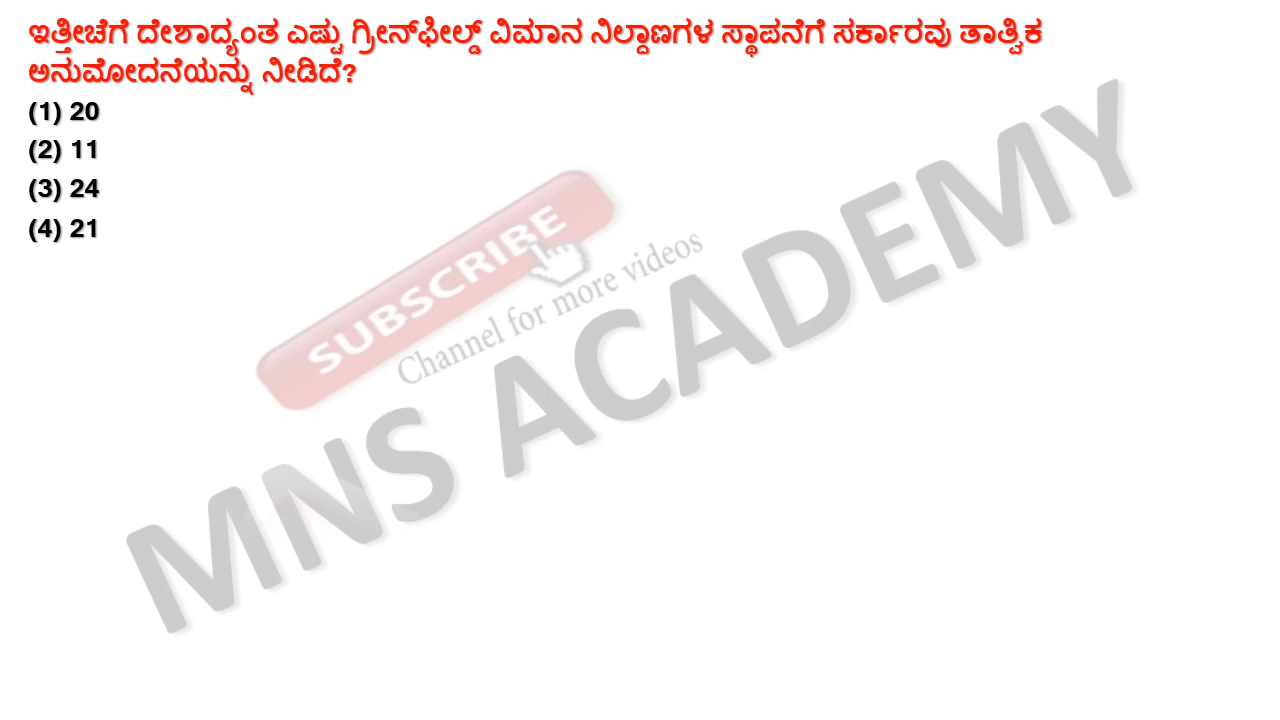 ಇತ್ತೀಚೆಗೆ ದೇಶಾದ್ಯಂತ ಎಷ್ಟು ಗ್ರೀನ್‌ಫೀಲ್ಡ್ ವಿಮಾನ ನಿಲ್ದಾಣಗಳ ಸ್ಥಾಪನೆಗೆ ಸರ್ಕಾರವು ತಾತ್ವಿಕ
ಅನುಮೋದನೆಯನ್ನು ನೀಡಿದೆ?
(1) 20
(2) 11
(3) 24
(4) 21
SUBSCRIBE
Channel for more videos
MNS ACADEMY